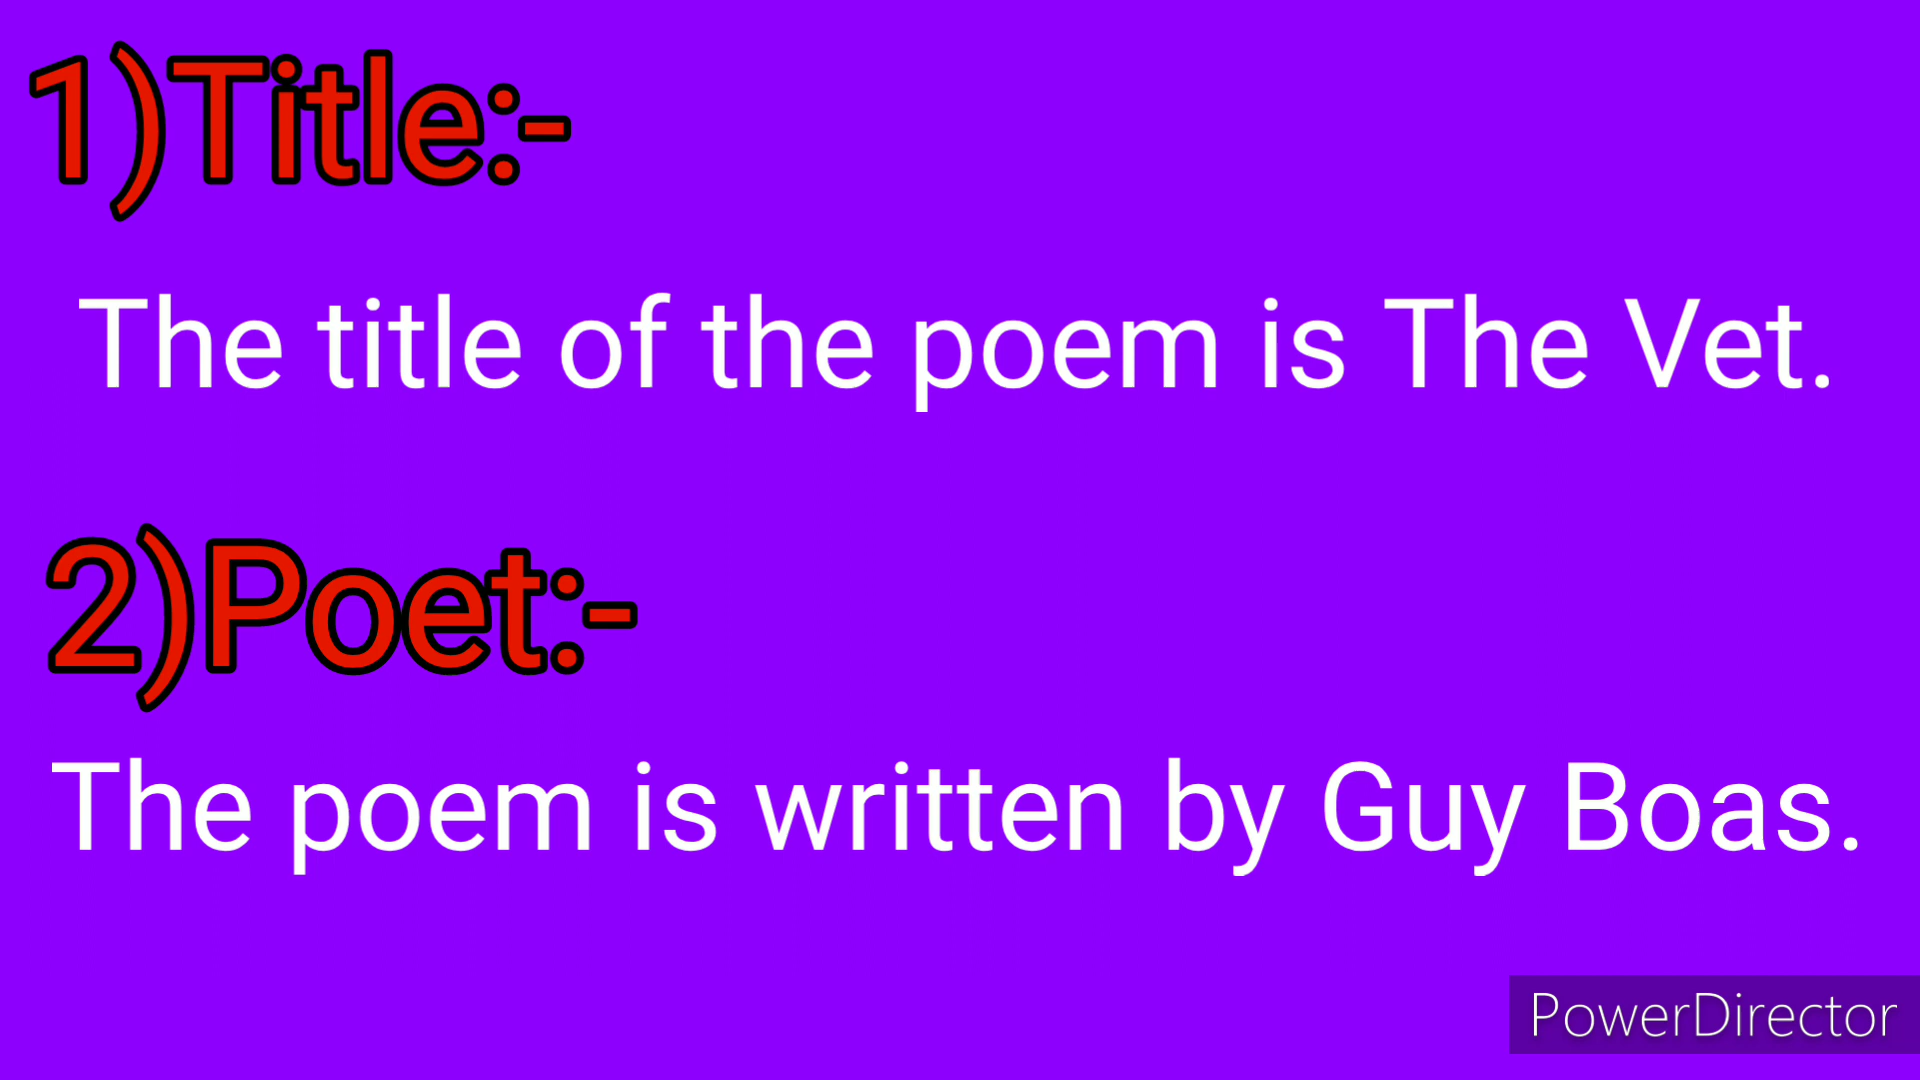 1)Title:-
The title of the poem is The Vet.
2)Poet:-
The poem is written by Guy Boas.
PowerDirector